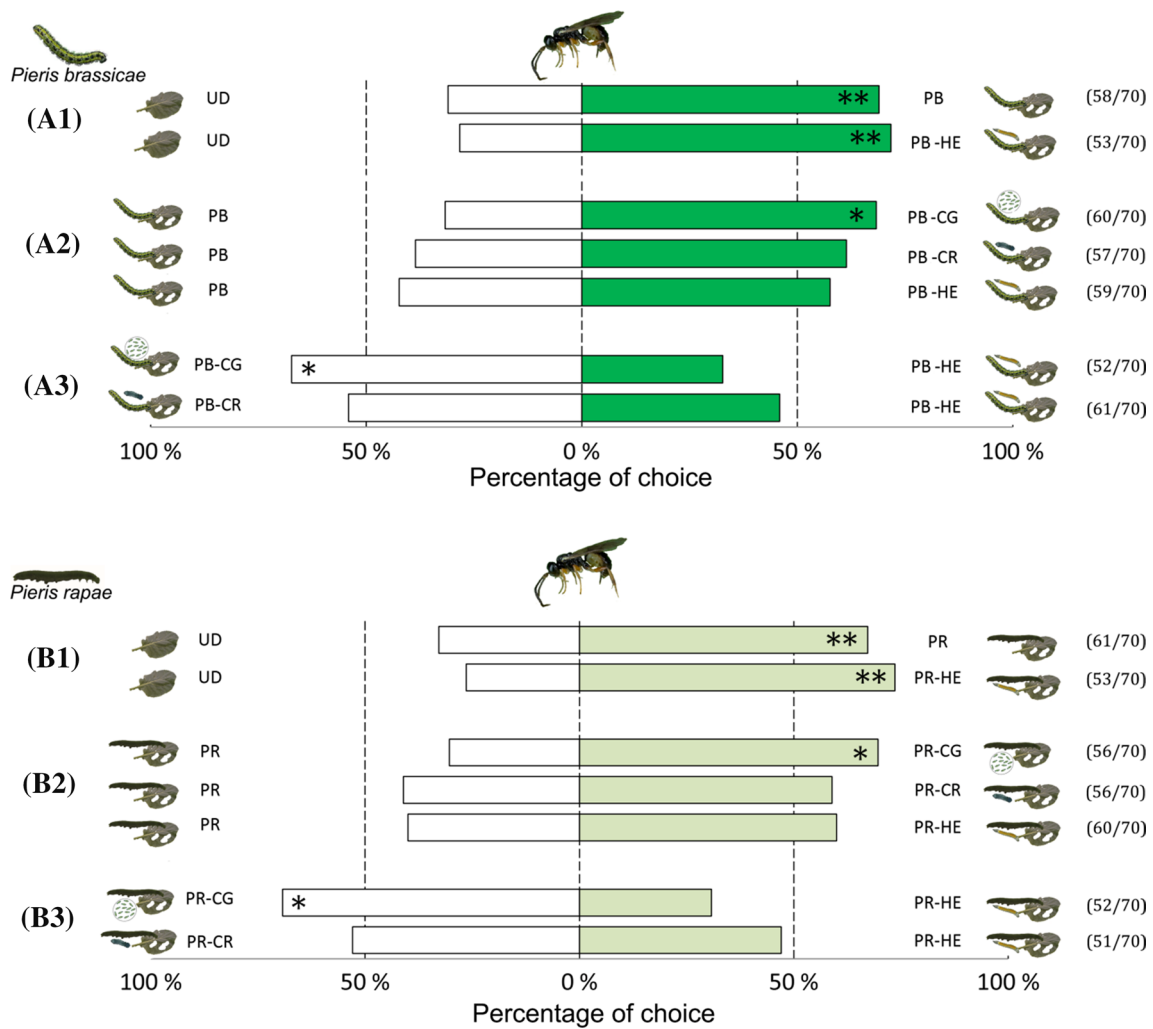 Pieris brassicae
(A1)
UD ** PB (58/70)
UD ** PB -HE (53/70)
(A2)
PB * PB -CG (60/70)
PB PB -CR (57/70)
PB PB -HE (59/70)
(A3)
PB-CG * PB -HE (52/70)
PB-CR PB -HE (61/70)
100 % 50 % 0 % 50 % 100 %
Percentage of choice
Pieris rapae
(B1)
UD ** PR (61/70)
UD ** PR-HE (53/70)
(B2)
PR * PR-CG (56/70)
PR PR-CR (56/70)
PR PR-HE (60/70)
(B3)
PR-CG * PR-HE (52/70)
PR-CR PR-HE (51/70)
100 % 50 % 0 % 50 % 100 %
Percentage of choice